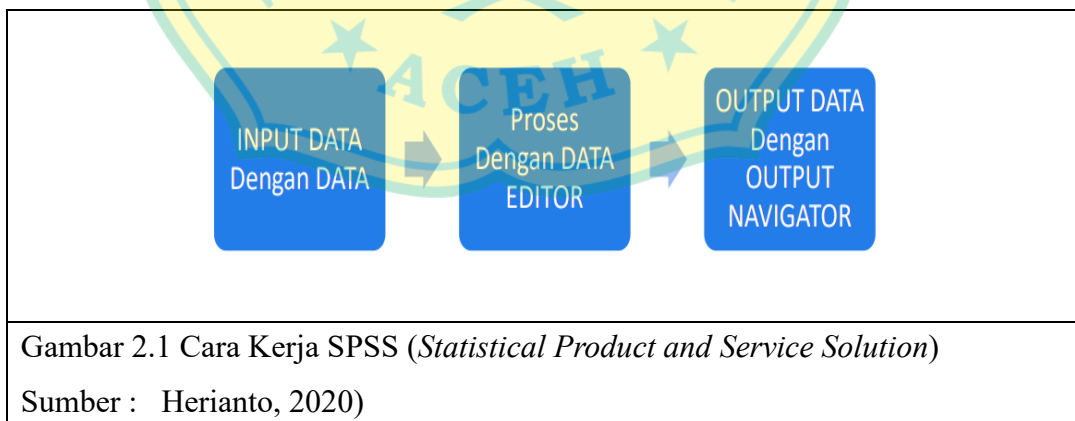 ACEH
INPUT DATA
Dengan DATA
Proses
Dengan DATA
EDITOR
OUTPUT DATA
Dengan
OUTPUT
NAVIGATOR
Gambar 2.1 Cara Kerja SPSS (Statistical Product and Service Solution)
Sumber : Herianto, 2020)